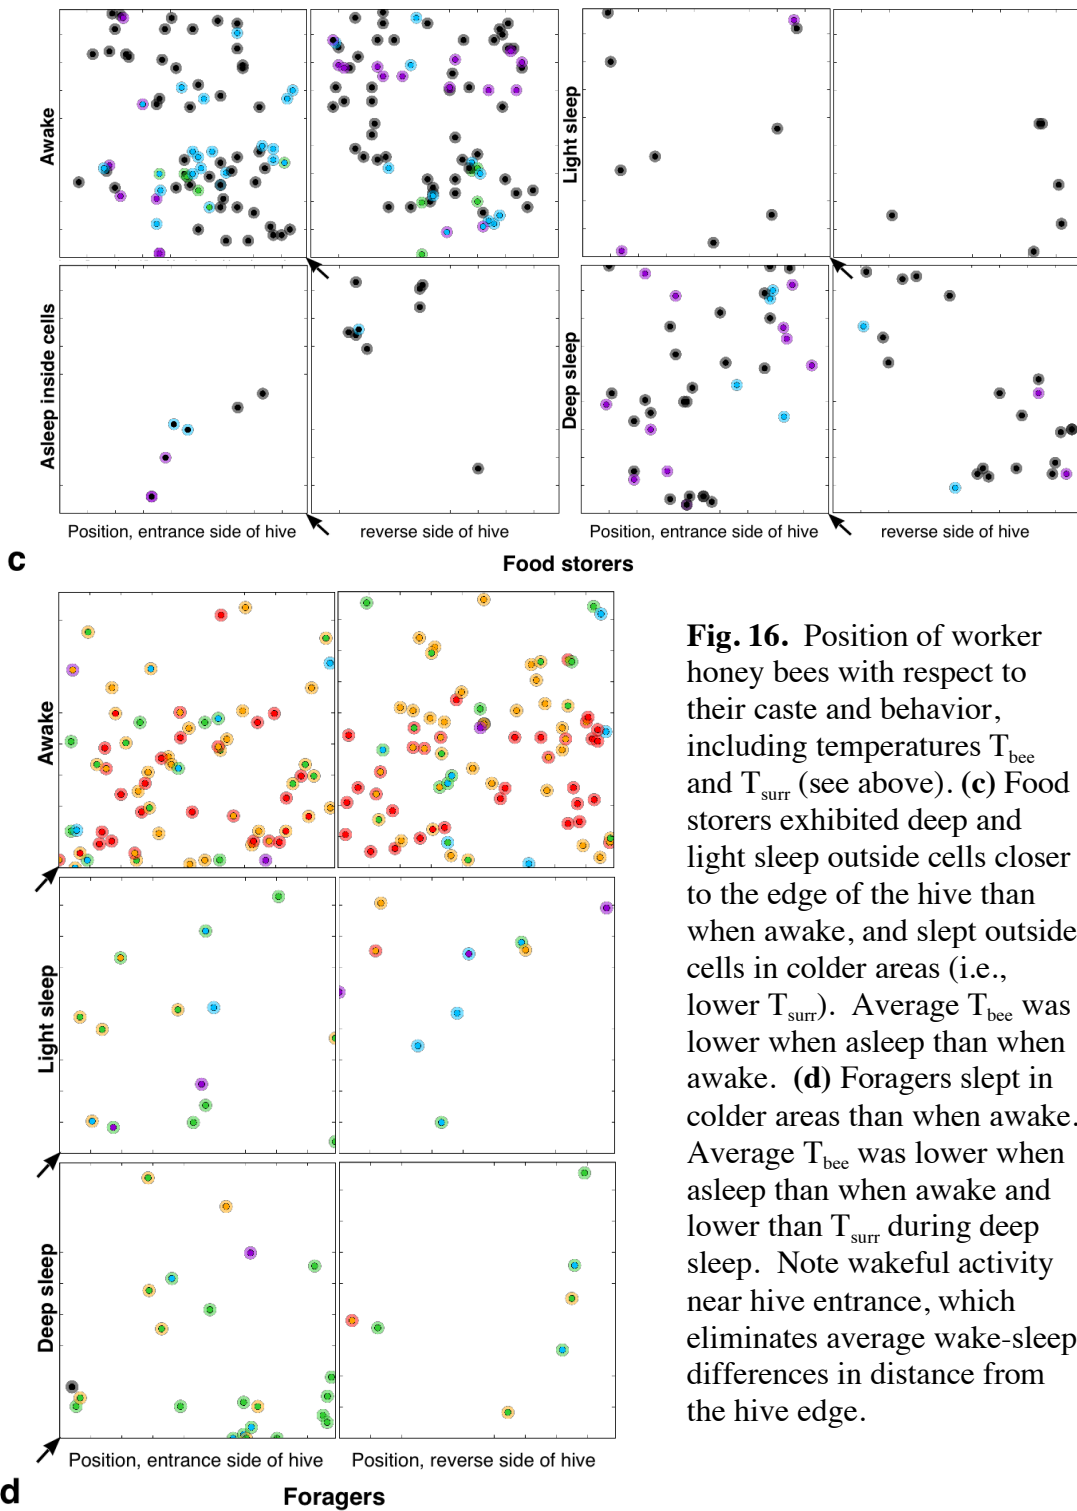 Awake
Light sleep
Asleep inside cells
Deep sleep
Position, entrance side of hive
reverse side of hive
Position, entrance side of hive
reverse side of hive
c
Food storers
Awake
Light sleep
Deep sleep
Position, entrance side of hive
Position, reverse side of hive
d
Foragers
Fig. 16. Position of worker
honey bees with respect to
their caste and behavior,
including temperatures Tbee
and Tsurr (see above). (c) Food
storers exhibited deep and
light sleep outside cells closer
to the edge of the hive than
when awake, and slept outside
cells in colder areas (i.e.,
lower Tsurr). Average Tbee was
lower when asleep than when
awake. (d) Foragers slept in
colder areas than when awake.
Average Tbee was lower when
asleep than when awake and
lower than Tsurr during deep
sleep. Note wakeful activity
near hive entrance, which
eliminates average wake-sleep
differences in distance from
the hive edge.